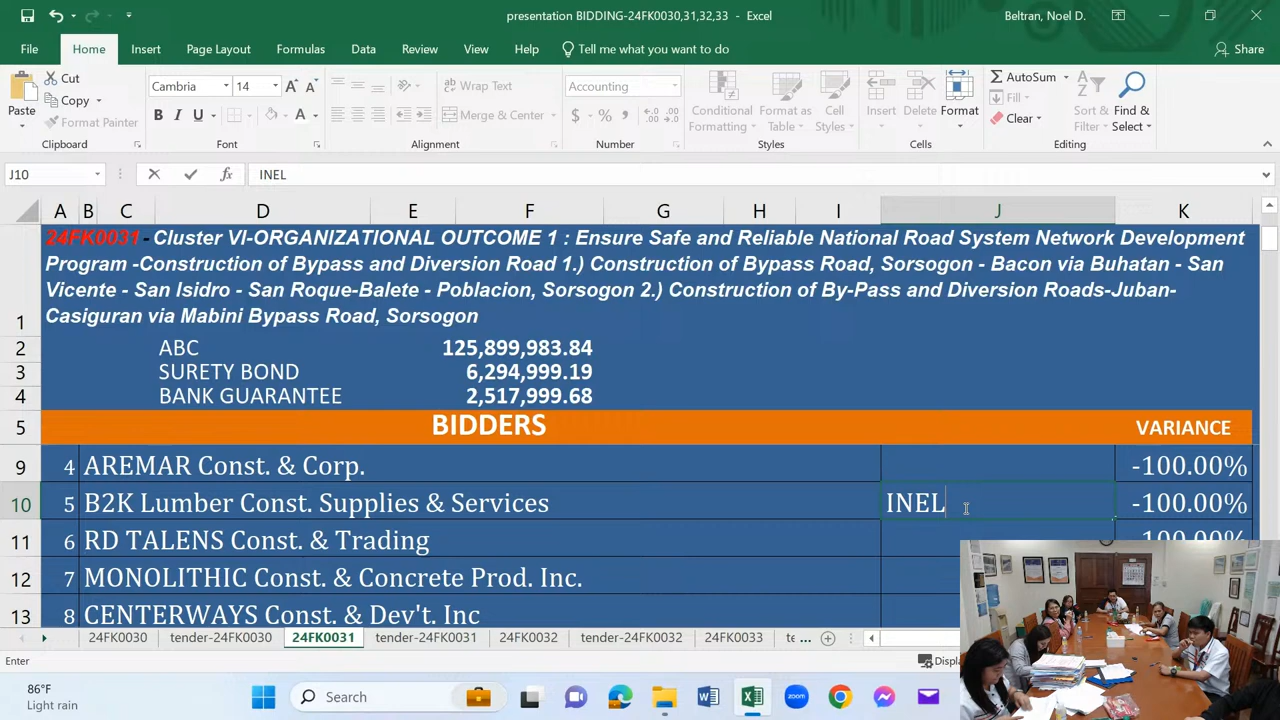 presentation BIDDING-24FK0030,31,32,33 - Excel
Beltran, Noel D.
File Home Insert Page Layout Formulas Data Review View Help Tell me what you want to do Share
Paste
Cut
Copy
Format Painter
Clipboard
Cambria 14
B I U
Font
Wrap Text
Merge & Center
Alignment
Accounting
Number
Conditional Formatting
Format as Table
Cell Styles
Styles
Insert Delete Format
Cells
AutoSum
Fill
Clear
Sort & Filter
Find & Select
Editing
J10
INEL
A B C D E F G H I J K
24FK0031 - Cluster VI-ORGANIZATIONAL OUTCOME 1 : Ensure Safe and Reliable National Road System Network Development
Program -Construction of Bypass and Diversion Road 1.) Construction of Bypass Road, Sorsogon - Bacon via Buhatan - San
Vicente - San Isidro - San Roque-Balete - Poblacion, Sorsogon 2.) Construction of By-Pass and Diversion Roads-Juban-
1 Casiguran via Mabini Bypass Road, Sorsogon
2 ABC 125,899,983.84
3 SURETY BOND 6,294,999.19
4 BANK GUARANTEE 2,517,999.68
5 BIDDERS VARIANCE
9 4 AREMAR Const. & Corp. -100.00%
10 5 B2K Lumber Const. Supplies & Services INEL -100.00%
11 6 RD TALENS Const. & Trading -100.00%
12 7 MONOLITHIC Const. & Concrete Prod. Inc.
13 8 CENTERWAYS Const. & Dev't. Inc
24FK0030 tender-24FK0030 24FK0031 tender-24FK0031 24FK0032 tender-24FK0032 24FK0033 te ...
Enter
86°F
Light rain
Search
zoom